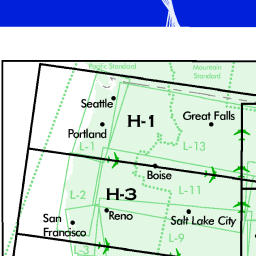 Pacific Standard
Mountain
Standard
Seattle
H-1
Great Falls
Portland
L-1
L-13
Boise
L-2
H-3
L-11
Reno
San
Francisco
Salt Lake City
L-9
L-3